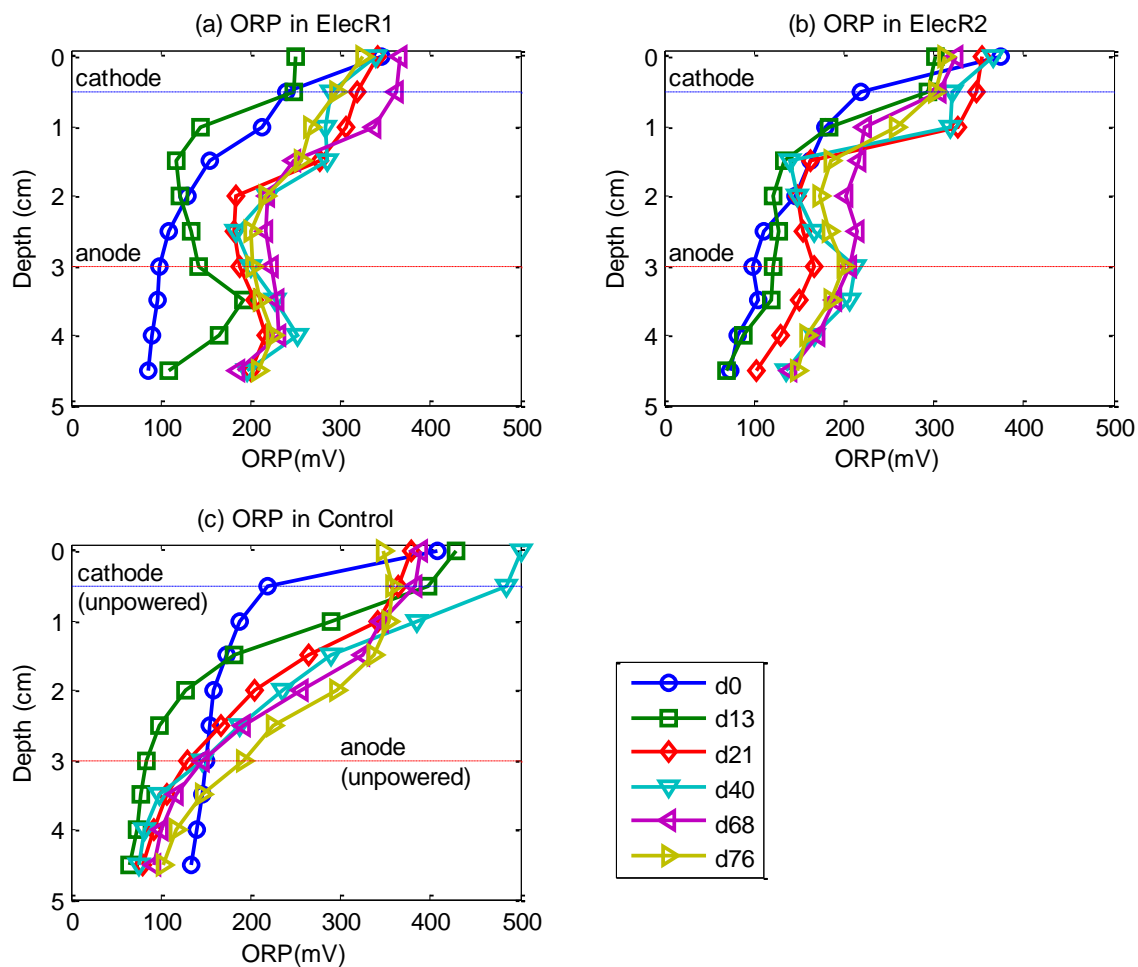 (a) ORP in ElecR1
0
cathode
1
2
anode
3
4
5
Depth (cm)
0 100 200 300 400 500
ORP(mV)
(b) ORP in ElecR2
0
cathode
1
2
anode
3
4
5
Depth (cm)
0 100 200 300 400 500
ORP(mV)
(c) ORP in Control
0
cathode
(unpowered)
1
2
anode
(unpowered)
3
4
5
Depth (cm)
0 100 200 300 400 500
ORP(mV)
d0
d13
d21
d40
d68
d76